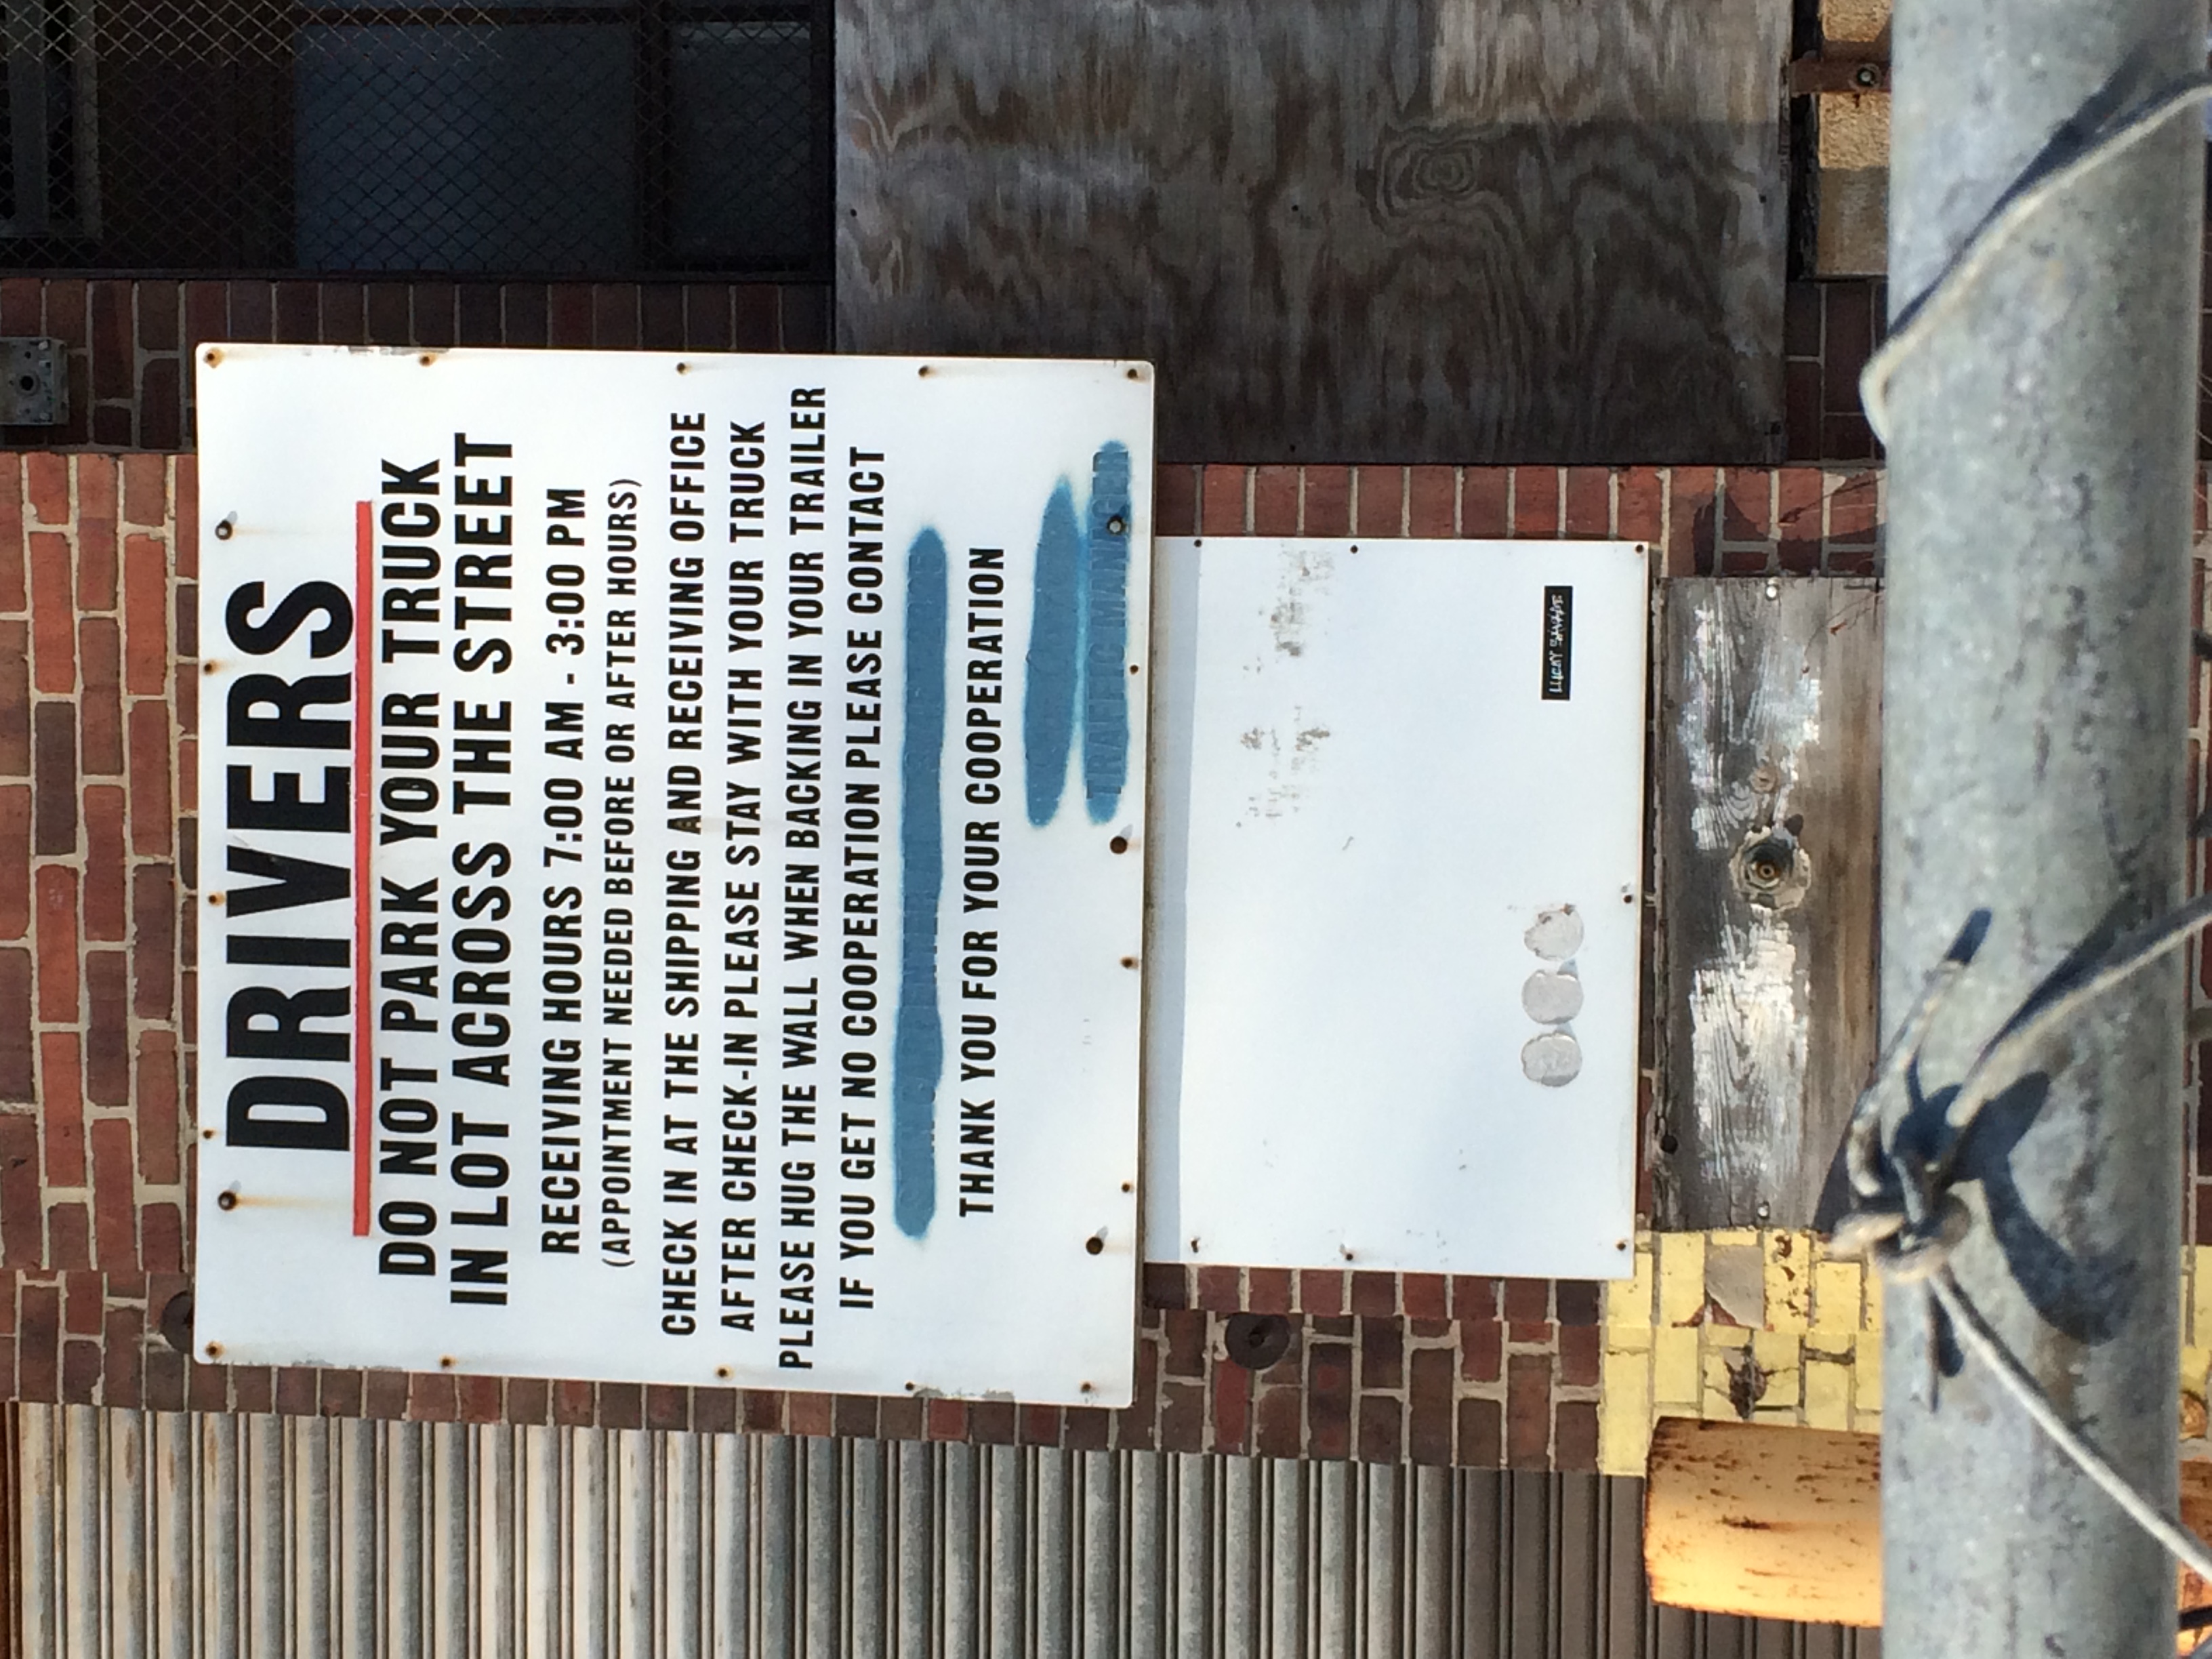 DRIVERS
DO NOT PARK YOUR TRUCK
IN LOT ACROSS THE STREET
RECEIVING HOURS 7:00 AM - 3:00 PM
(APPOINTMENT NEEDED BEFORE OR AFTER HOURS)
CHECK IN AT THE SHIPPING AND RECEIVING OFFICE
AFTER CHECK-IN PLEASE STAY WITH YOUR TRUCK
PLEASE HUG THE WALL WHEN BACKING IN YOUR TRAILER
IF YOU GET NO COOPERATION PLEASE CONTACT
THANK YOU FOR YOUR COOPERATION
TRAFFIC MANAGER